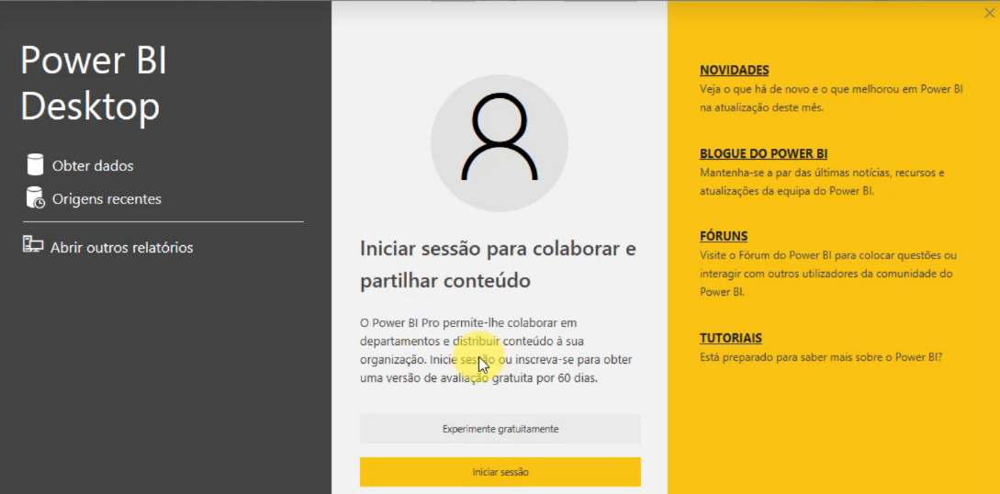 Power BI
Desktop
Obter dados
Origens recentes
Abrir outros relatórios
Iniciar sessão para colaborar e
partilhar conteúdo
O Power BI Pro permite-lhe colaborar em
departamentos e distribuir conteúdo à sua
organização. Inicie sessão ou inscreva-se para obter
uma versão de avaliação gratuita por 60 dias.
Experimente gratuitamente
Iniciar sessão
NOVIDADES
Veja o que há de novo e o que melhorou em Power BI
na atualização deste mês.
BLOGUE DO POWER BI
Mantenha-se a par das últimas notícias, recursos e
atualizações da equipa do Power BI.
FÓRUNS
Visite o Fórum do Power BI para colocar questões ou
interagir com outros utilizadores da comunidade do
Power BI.
TUTORIAIS
Está preparado para saber mais sobre o Power BI?